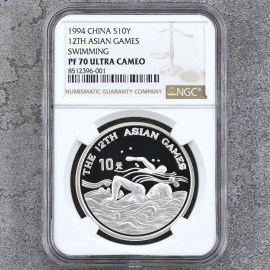 1994 CHINA S10Y
12TH ASIAN GAMES
SWIMMING
PF 70 ULTRA CAMEO
8512396-001
NUMISMATIC GUARANTY COMPANY
NGC
THE 12TH ASIAN GAMES
10元